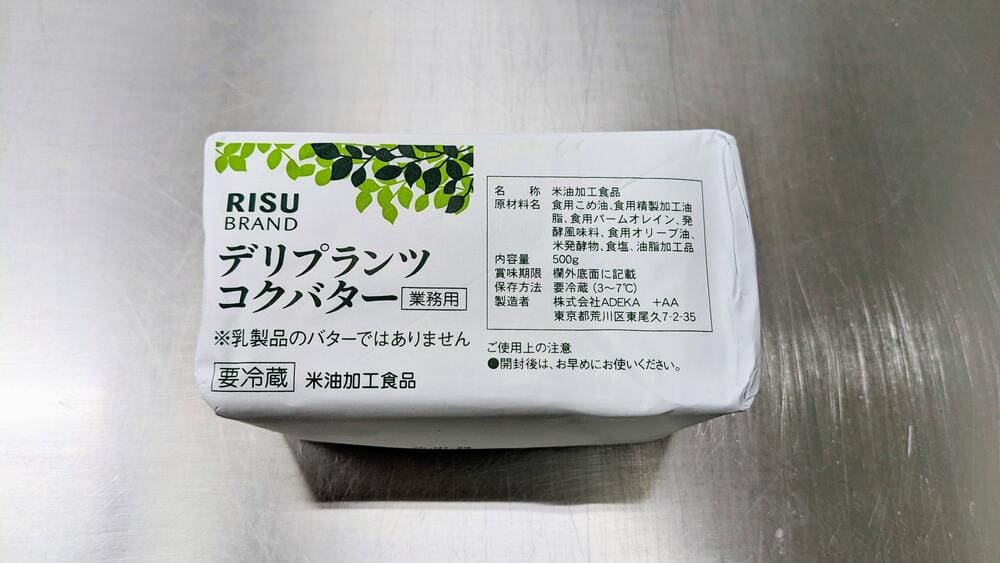 RISU
BRAND
デリプランツ
コクバター 業務用
※乳製品のバターではありません
要冷蔵 米油加工食品
名 称 米油加工食品
原材料名 食用こめ油、食用精製加工油
脂、食用パームオレイン、発
酵風味料、食用オリーブ油、
米発酵物、食塩、油脂加工品
内容量 500g
賞味期限 欄外底面に記載
保存方法 要冷蔵(3～7℃)
製造者 株式会社ADEKA +AA
東京都荒川区東尾久7-2-35
ご使用上の注意
●開封後は、お早めにお使いください。